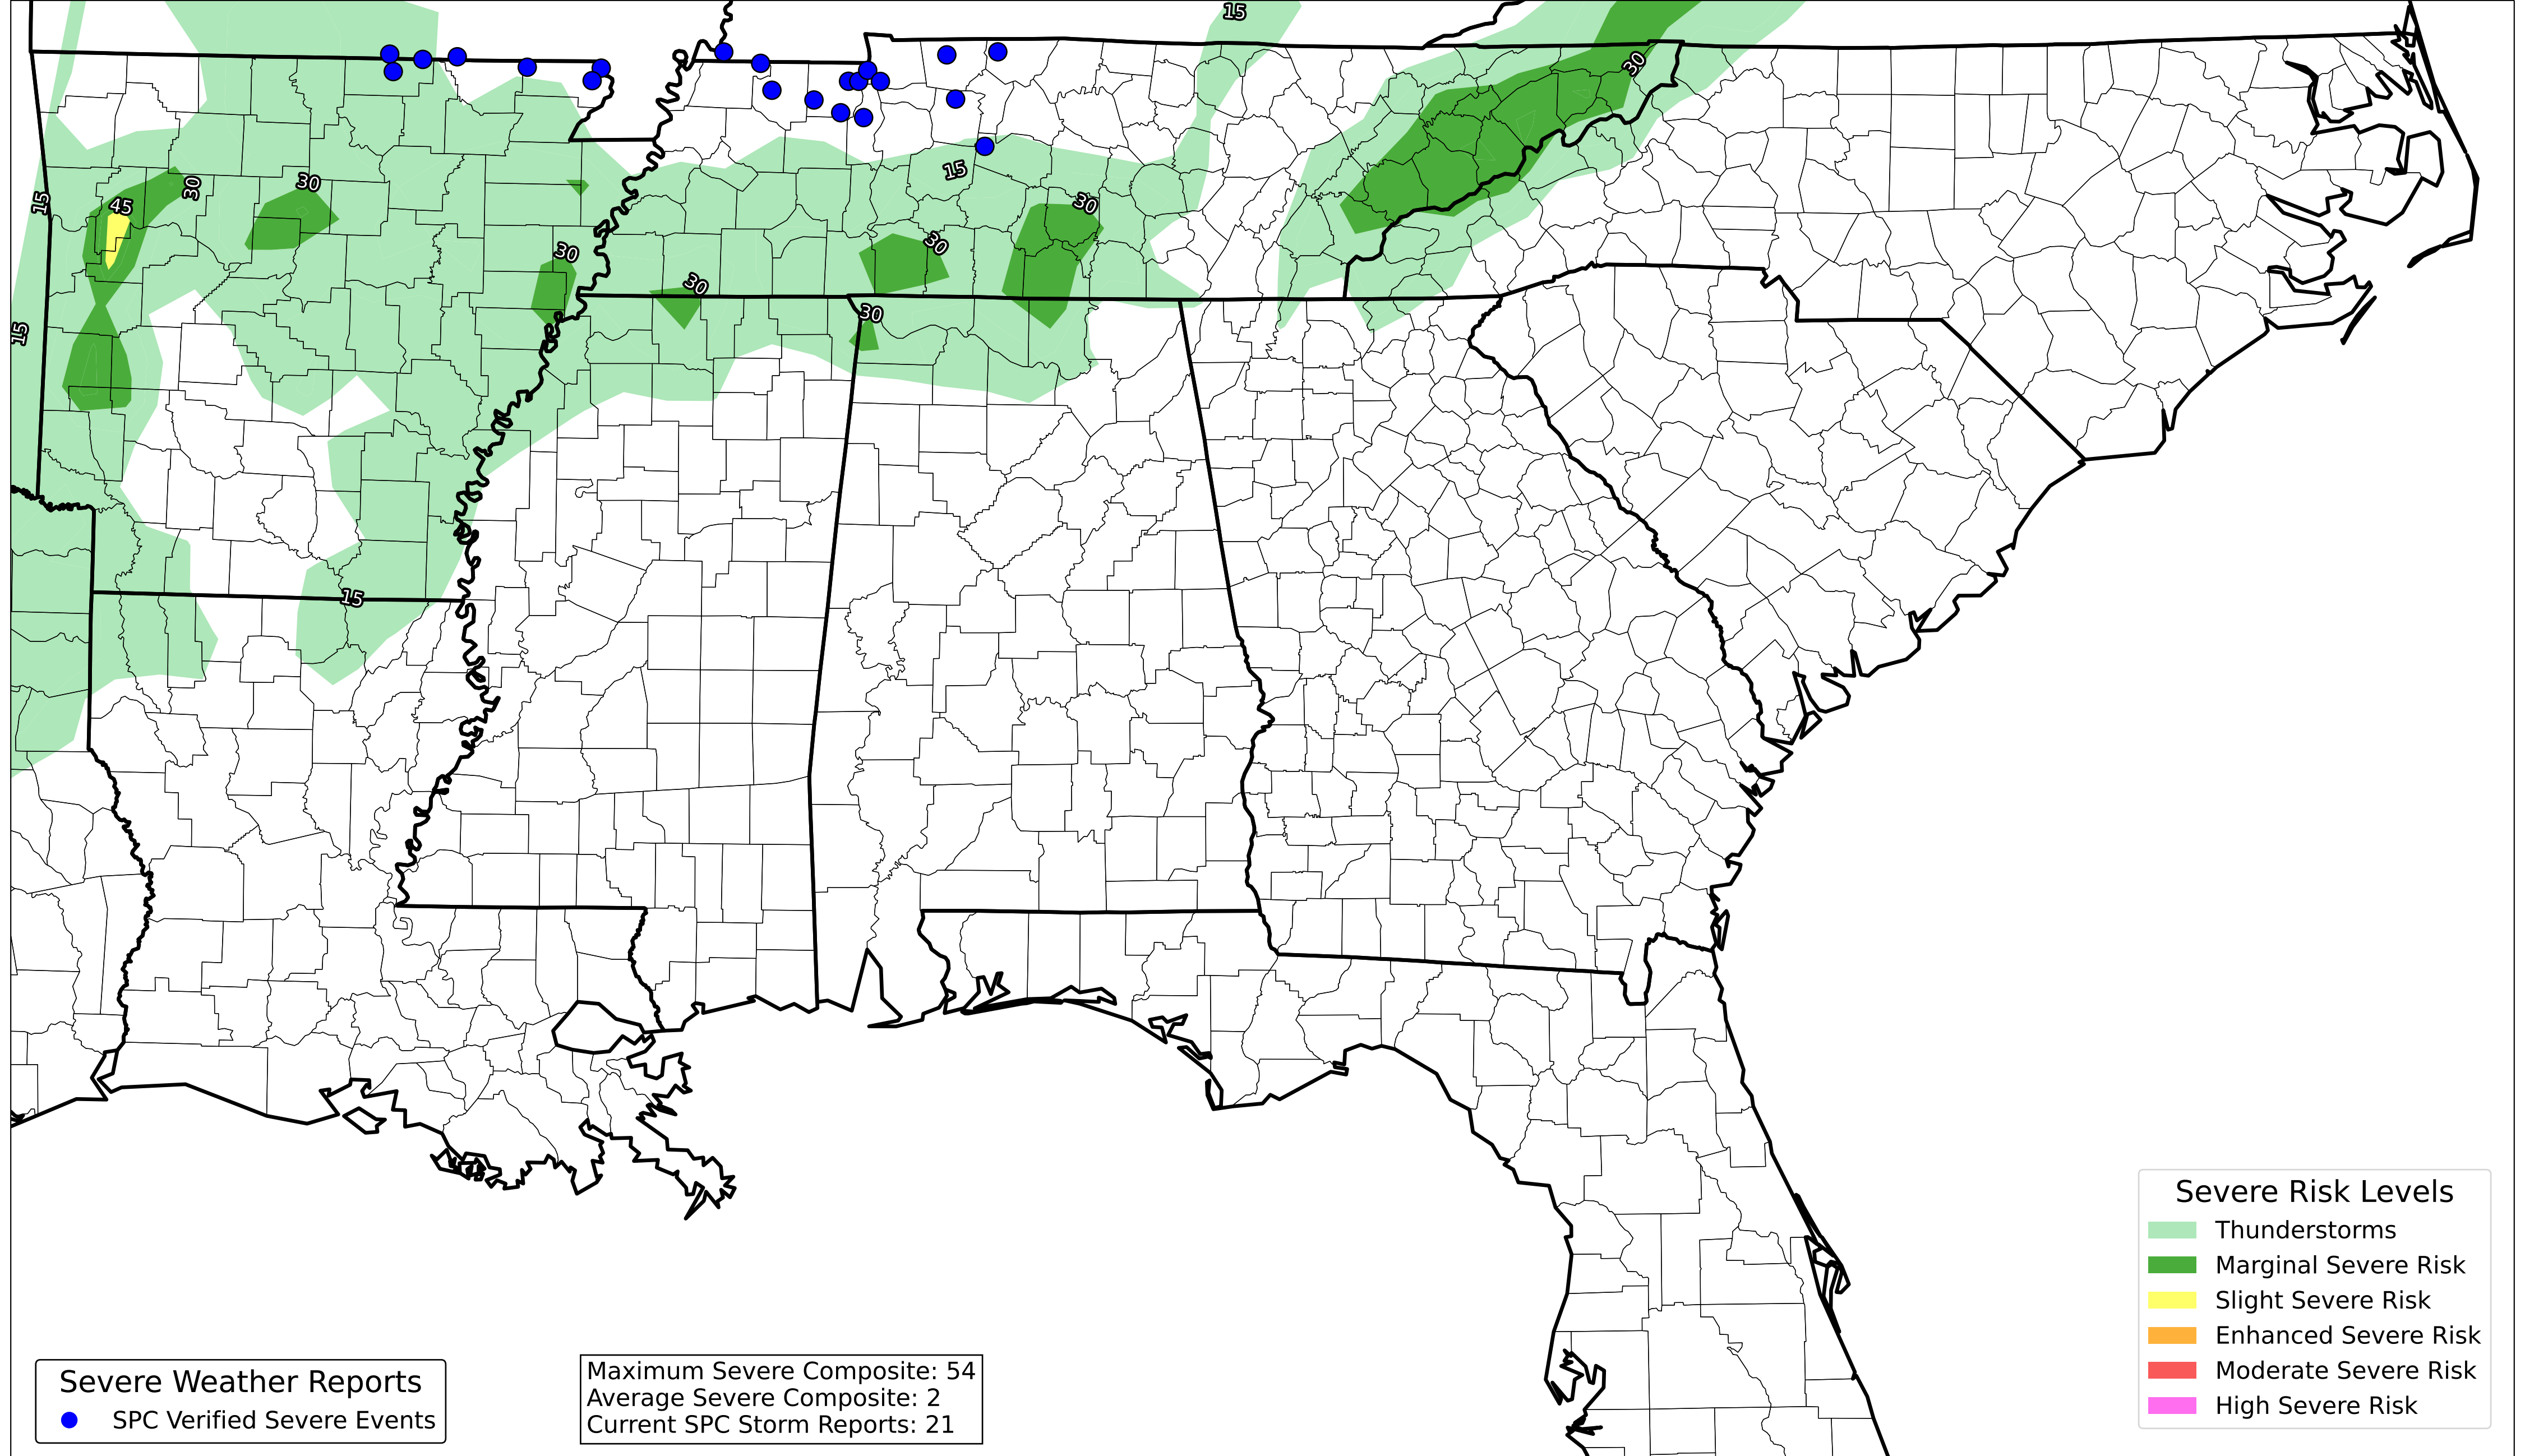 15
30
15
30
30
15
45
30
30
30
30
30
15
15
Severe Risk Levels
Thunderstorms
Marginal Severe Risk
Slight Severe Risk
Enhanced Severe Risk
Moderate Severe Risk
High Severe Risk
Severe Weather Reports
SPC Verified Severe Events
Maximum Severe Composite: 54
Average Severe Composite: 2
Current SPC Storm Reports: 21